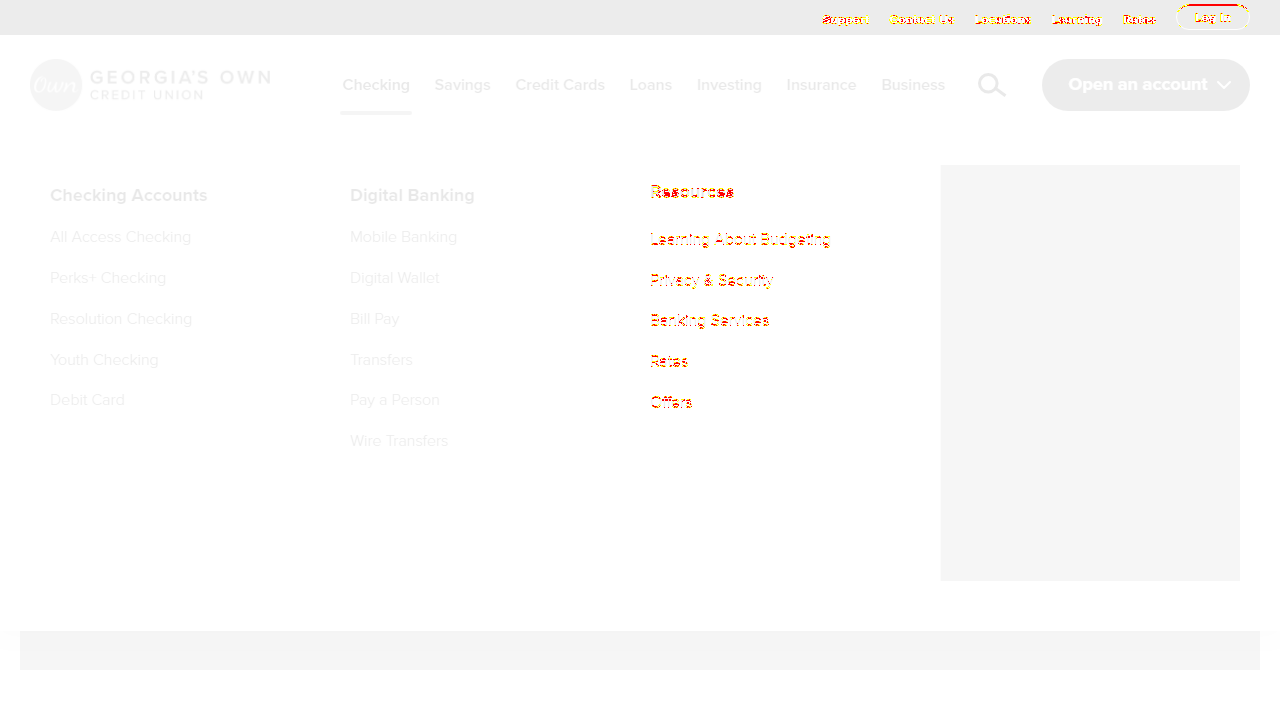 Support Contact Us Locations Learning Rates Log In
Own GEORGIA'S OWN
CREDIT UNION
Checking Savings Credit Cards Loans Investing Insurance Business Open an account
Checking Accounts
All Access Checking
Perks+ Checking
Resolution Checking
Youth Checking
Debit Card
Digital Banking
Mobile Banking
Digital Wallet
Bill Pay
Transfers
Pay a Person
Wire Transfers
Resources
Learning About Budgeting
Privacy & Security
Banking Services
Rates
Offers